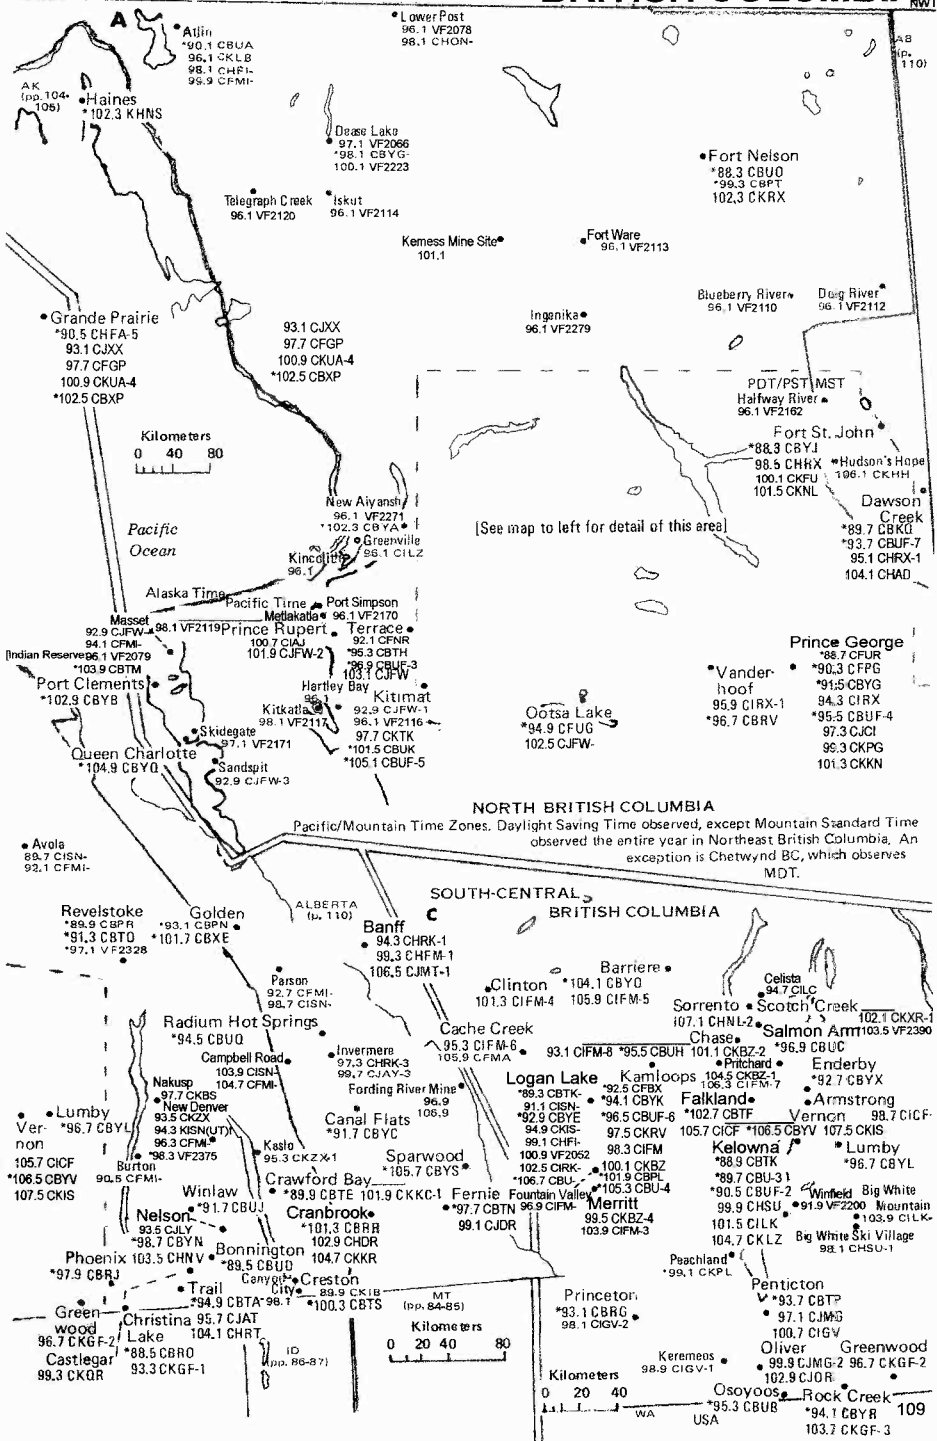 A
Atlin
*90.1 CBUA
96.1 CKLB
98.1 CHFI-
99.9 CFMI-
Lower Post
96.1 VF2078
98.1 CHON-
AB
(p.
110)
AK
(pp. 104-
105)
Haines
*102.3 KHNS
Dease Lake
97.1 VF2066
*98.1 CBYG-
100.1 VF2223
Telegraph Creek
96.1 VF2120
Iskut
96.1 VF2114
Fort Nelson
*88.3 CBUO
*99.3 CBPT
102.3 CKRX
Kemess Mine Site
101.1
Fort Ware
96.1 VF2113
Blueberry River
96.1 VF2110
Doig River
96.1 VF2112
Ingenika
96.1 VF2279
Grande Prairie
*90.5 CHFA-5
93.1 CJXX
97.7 CFGP
100.9 CKUA-4
*102.5 CBXP
93.1 CJXX
97.7 CFGP
100.9 CKUA-4
*102.5 CBXP
Kilometers
0 40 80
PDT/PST MST
Halfway River
96.1 VF2162
Fort St. John
*88.3 CBYJ
98.5 CHRX
100.1 CKFU
101.5 CKNL
Hudson's Hope
106.1 CKHH
Dawson
Creek
*89.7 CBKQ
*93.7 CBUF-7
95.1 CHRX-1
104.1 CHAD
[See map to left for detail of this area]
Pacific
Ocean
New Aiyansh
96.1 VF2271
*102.3 CBYA
Greenville
96.1 CILZ
Kincolith
96.1
Alaska Time
Pacific Time
Port Simpson
96.1 VF2170
Metlakatla
98.1 VF2119
Masset
92.9 CJFW-
94.1 CFMI-
Indian Reserve 96.1 VF2079
*103.9 CBTM
Prince Rupert
100.7 CIAJ
101.9 CJFW-2
Terrace
92.1 CFNR
*95.3 CBTH
*96.9 CBUF-3
103.1 CJFW
Port Clements
*102.9 CBYB
Hartley Bay
96.1
Kitkatla
98.1 VF2117
Kitimat
92.9 CJFW-1
96.1 VF2116
97.7 CKTK
*101.5 CBUK
*105.1 CBUF-5
Skidegate
97.1 VF2171
Queen Charlotte
*104.9 CBYQ
Sandspit
92.9 CJFW-3
Ootsa Lake
*94.9 CFUG
102.5 CJFW-
Vander-
hoof
95.9 CIRX-1
*96.7 CBRV
Prince George
*88.7 CFUR
*90.3 CFPG
*91.5 CBYG
94.3 CIRX
*95.5 CBUF-4
97.3 CJCI
99.3 CKPG
101.3 CKKN
NORTH BRITISH COLUMBIA
Pacific/Mountain Time Zones. Daylight Saving Time observed, except Mountain Standard Time
observed the entire year in Northeast British Columbia. An
exception is Chetwynd BC, which observes
MDT.
Avola
89.7 CISN-
92.1 CFMI-
SOUTH-CENTRAL
BRITISH COLUMBIA
C
ALBERTA
(p. 110)
Revelstoke
*89.9 CBPR
*91.3 CBTO
*97.1 VF2328
Golden
*93.1 CBPN
*101.7 CBXE
Banff
94.3 CHRK-1
99.3 CHFM-1
106.5 CJMT-1
Parson
92.7 CFMI-
98.7 CISN-
Clinton
101.3 CIFM-4
Barriere
*104.1 CBYO
105.9 CIFM-5
Celista
94.7 CILC
Sorrento
107.1 CHNL-2
Scotch Creek
102.1 CKXR-1
103.5 VF2390
Radium Hot Springs
*94.5 CBUQ
Cache Creek
95.3 CIFM-6
105.9 CFMA
Chase
93.1 CIFM-8 *95.5 CBUH 101.1 CKBZ-2
Salmon Arm
*96.9 CBUC
Campbell Road
103.9 CISN-
104.7 CFMI-
Invermere
97.3 CHRK-3
99.7 CJAY-3
Fording River Mine
96.9
106.9
Logan Lake
*89.3 CBTK-
91.1 CISN-
*92.9 CBYE
94.9 CKIS-
99.1 CHFI-
100.9 VF2052
102.5 CIRK-
*106.7 CBU-
Kamloops
*92.5 CFBX
*94.1 CBYK
*96.5 CBUF-6
97.5 CKRV
98.3 CIFM
100.1 CKBZ
*101.9 CBPL
*105.3 CBU-4
Pritchard
104.5 CKBZ-1
106.3 CIFM-7
Enderby
*92.7 CBYX
Nakusp
97.7 CKBS
New Denver
93.5 CKZX
94.3 KISN(UT)
96.3 CFMI-
*98.3 VF2375
Canal Flats
*91.7 CBYC
Falkland
*102.7 CBTF
Armstrong
98.7 CICF-
Lumby
*96.7 CBYL
Ver-
non
105.7 CICF
*106.5 CBYV
107.5 CKIS
Vernon
105.7 CICF *106.5 CBYV 107.5 CKIS
Kaslo
95.3 CKZX-1
Sparwood
*105.7 CBYS
Kelowna
*88.9 CBTK
*89.7 CBU-31
*90.5 CBUF-2
99.9 CHSU
101.5 CILK
104.7 CKLZ
Lumby
*96.7 CBYL
Burton
90.5 CFMI-
Crawford Bay
*89.9 CBTE 101.9 CKKC-1
Winlaw
*91.7 CBUJ
Fernie
*97.7 CBTN
99.1 CJDR
Fountain Valley
96.9 CIFM-
Merritt
99.5 CKBZ-4
103.9 CIFM-3
Winfield
91.9 VF2200
Big White
Mountain
103.9 CILK-
Big White Ski Village
98.1 CHSU-1
Nelson
93.5 CJLY
*98.7 CBYN
103.5 CHNV
Cranbrook
*101.3 CBRR
102.9 CHDR
104.7 CKKR
Phoenix
*97.9 CBRJ
Bonnington
*89.5 CBUD
Peachland
*99.1 CKPL
Canyon
City
98.1
Creston
89.9 CKIB
*100.3 CBTS
Trail
*94.9 CBTA
95.7 CJAT
104.1 CHRT
MT
(pp. 84-85)
Princeton
*93.1 CBRG
98.1 CIGV-2
Penticton
*93.7 CBTP
97.1 CJMG
100.7 CIGV
Green
wood
96.7 CKGF-2
Christina
Lake
*88.5 CBRO
93.3 CKGF-1
Castlegar
99.3 CKQR
ID
(pp. 86-87)
Kilometers
0 20 40 80
Keremeos
98.9 CIGV-1
Oliver
99.9 CJMG-2
102.9 CJOR
Greenwood
96.7 CKGF-2
Kilometers
0 20 40
Osoyoos
*95.3 CBUB
Rock Creek
*94.1 CBYR
103.7 CKGF-3
WA
USA
109